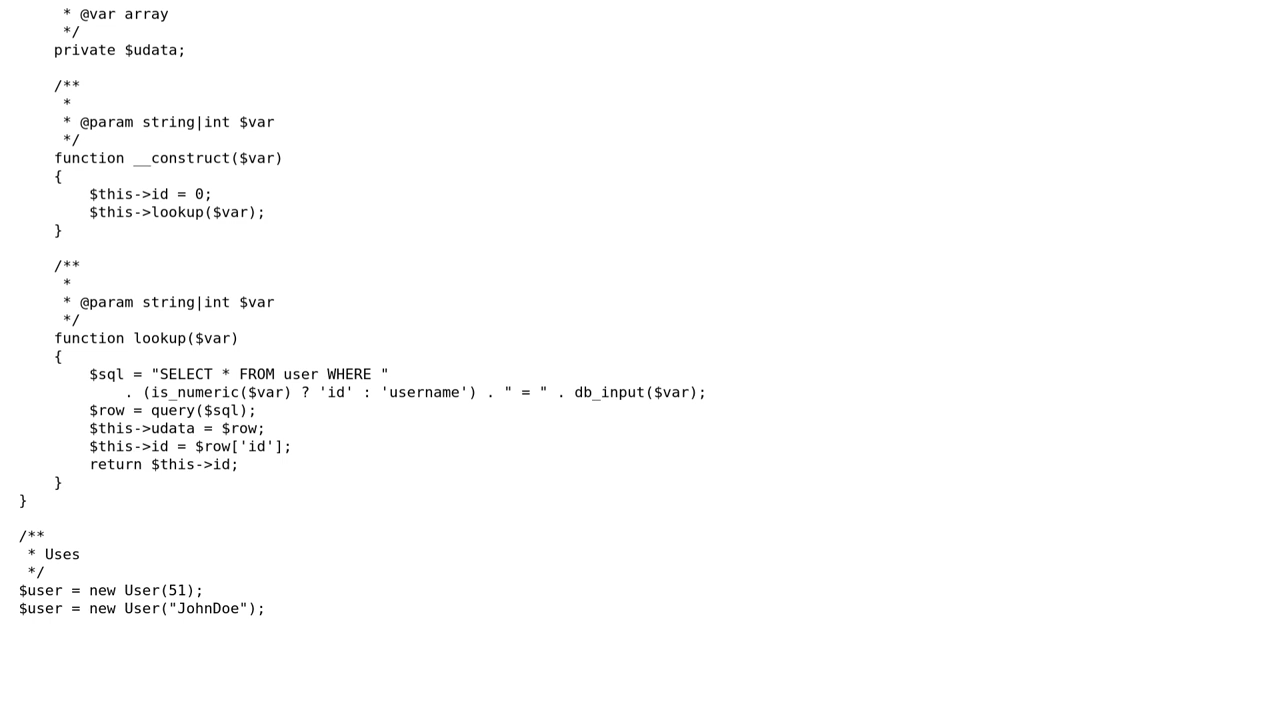 * @var array
     */
    private $udata;

    /**
     *
     * @param string|int $var
     */
    function __construct($var)
    {
        $this->id = 0;
        $this->lookup($var);
    }

    /**
     *
     * @param string|int $var
     */
    function lookup($var)
    {
        $sql = "SELECT * FROM user WHERE "
            . (is_numeric($var) ? 'id' : 'username') . " = " . db_input($var);
        $row = query($sql);
        $this->udata = $row;
        $this->id = $row['id'];
        return $this->id;
    }
}

/**
 * Uses
 */
$user = new User(51);
$user = new User("JohnDoe");